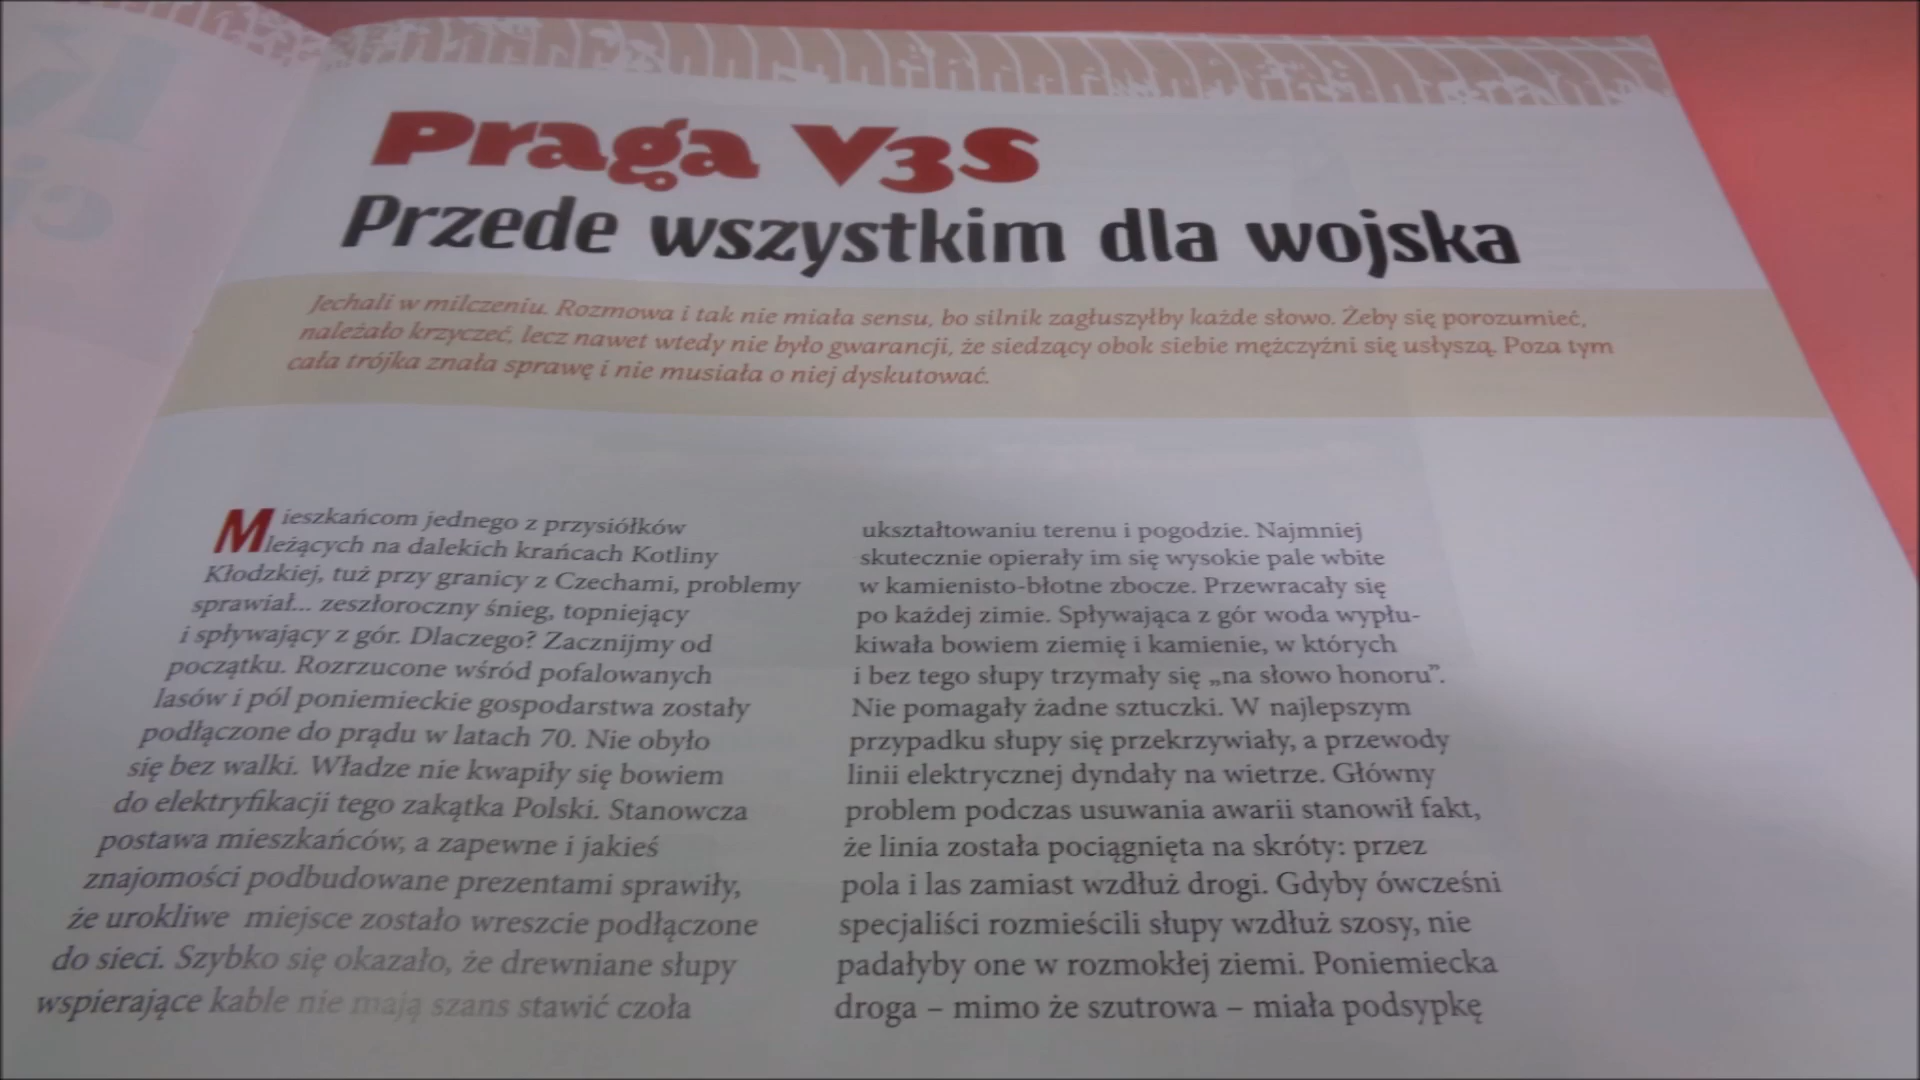 Praga V3S
Przede wszystkim dla wojska
Jechali w milczeniu. Rozmowa i tak nie miała sensu, bo silnik zagłuszyłby każde słowo. Żeby się porozumieć,
należało krzyczeć, lecz nawet wtedy nie było gwarancji, że siedzący obok siebie mężczyźni się usłyszą. Poza tym
cała trójka znała sprawę i nie musiała o niej dyskutować.
Mieszkańcom jednego z przysiółków
leżących na dalekich krańcach Kotliny
Kłodzkiej, tuż przy granicy z Czechami, problemy
sprawiał... zeszłoroczny śnieg, topniejący
i spływający z gór. Dlaczego? Zacznijmy od
początku. Rozrzucone wśród pofalowanych
lasów i pól poniemieckie gospodarstwa zostały
podłączone do prądu w latach 70. Nie obyło
się bez walki. Władze nie kwapiły się bowiem
do elektryfikacji tego zakątka Polski. Stanowcza
postawa mieszkańców, a zapewne i jakieś
znajomości podbudowane prezentami sprawiły,
że urokliwe miejsce zostało wreszcie podłączone
do sieci. Szybko się okazało, że drewniane słupy
wspierające kable nie mają szans stawić czoła
ukształtowaniu terenu i pogodzie. Najmniej
skutecznie opierały im się wysokie pale wbite
w kamienisto-błotne zbocze. Przewracały się
po każdej zimie. Spływająca z gór woda wypłu-
kiwała bowiem ziemię i kamienie, w których
i bez tego słupy trzymały się „na słowo honoru”.
Nie pomagały żadne sztuczki. W najlepszym
przypadku słupy się przekrzywiały, a przewody
linii elektrycznej dyndały na wietrze. Główny
problem podczas usuwania awarii stanowił fakt,
że linia została pociągnięta na skróty: przez
pola i las zamiast wzdłuż drogi. Gdyby ówcześni
specjaliści rozmieścili słupy wzdłuż szosy, nie
padałyby one w rozmokłej ziemi. Poniemiecka
droga – mimo że szutrowa – miała podsypkę